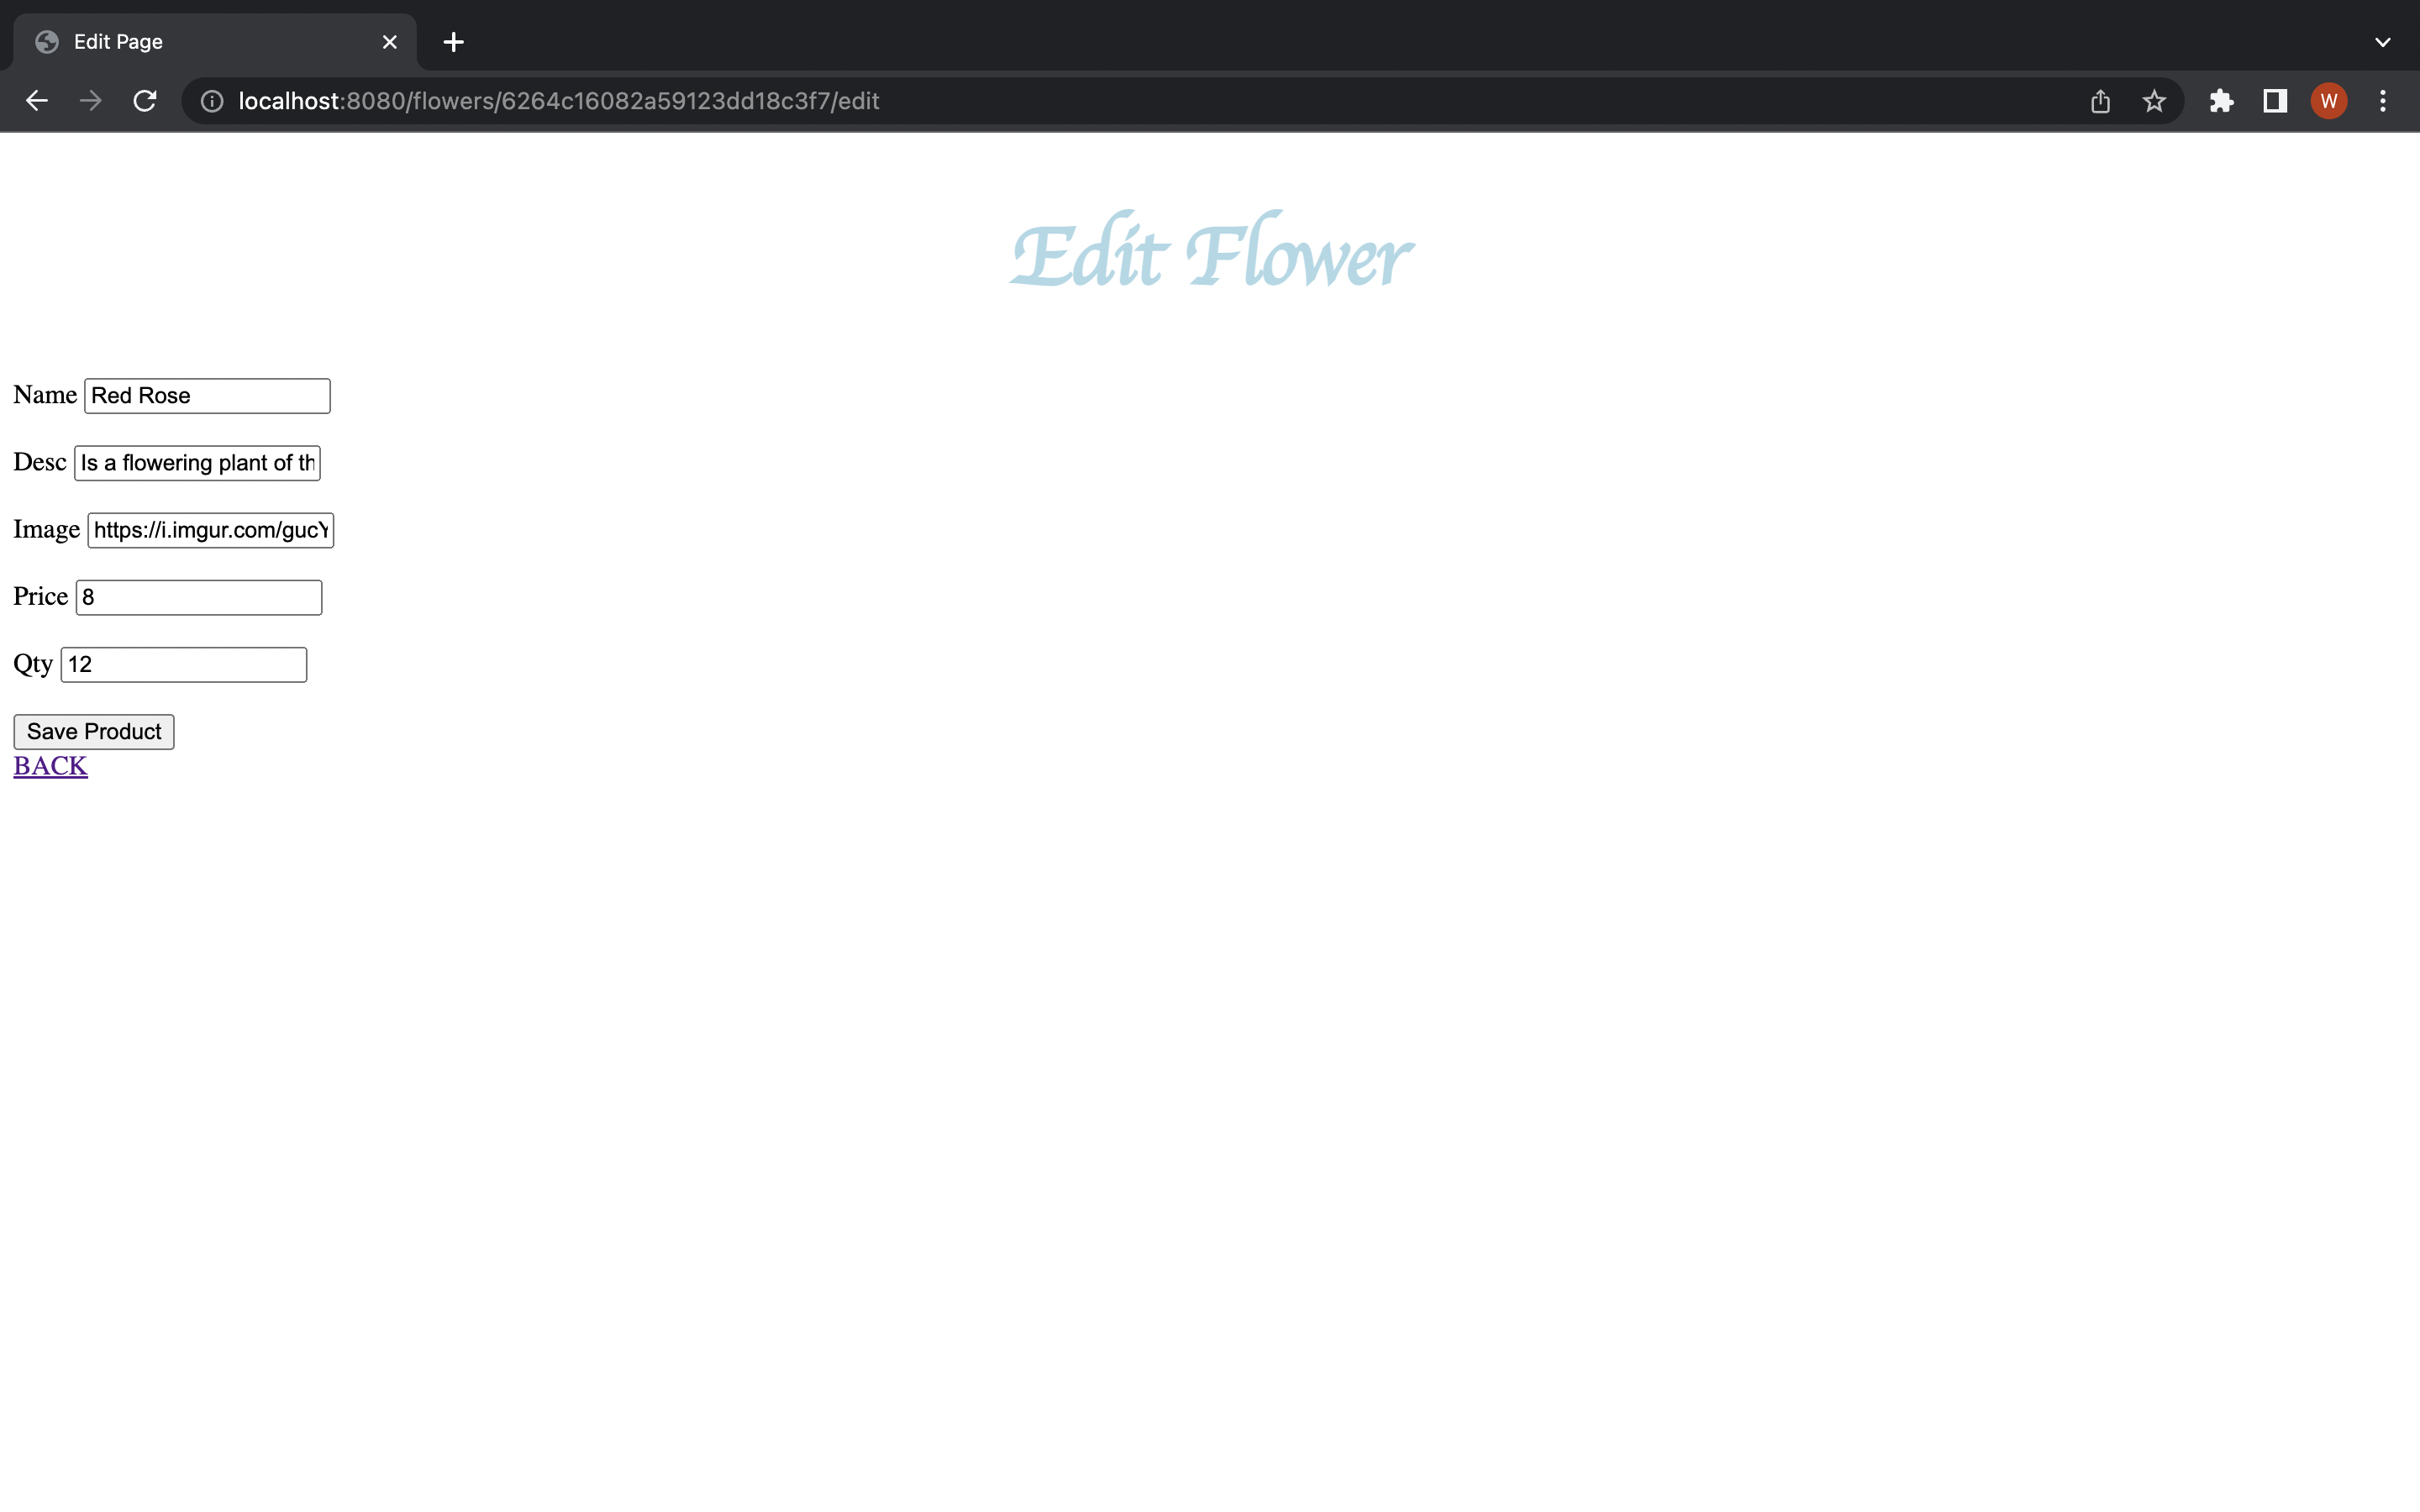 Edit Page
localhost:8080/flowers/6264c16082a59123dd18c3f7/edit
W
Edit Flower
Name Red Rose
Desc Is a flowering plant of th
Image https://i.imgur.com/gucY
Price 8
Qty 12
Save Product
BACK